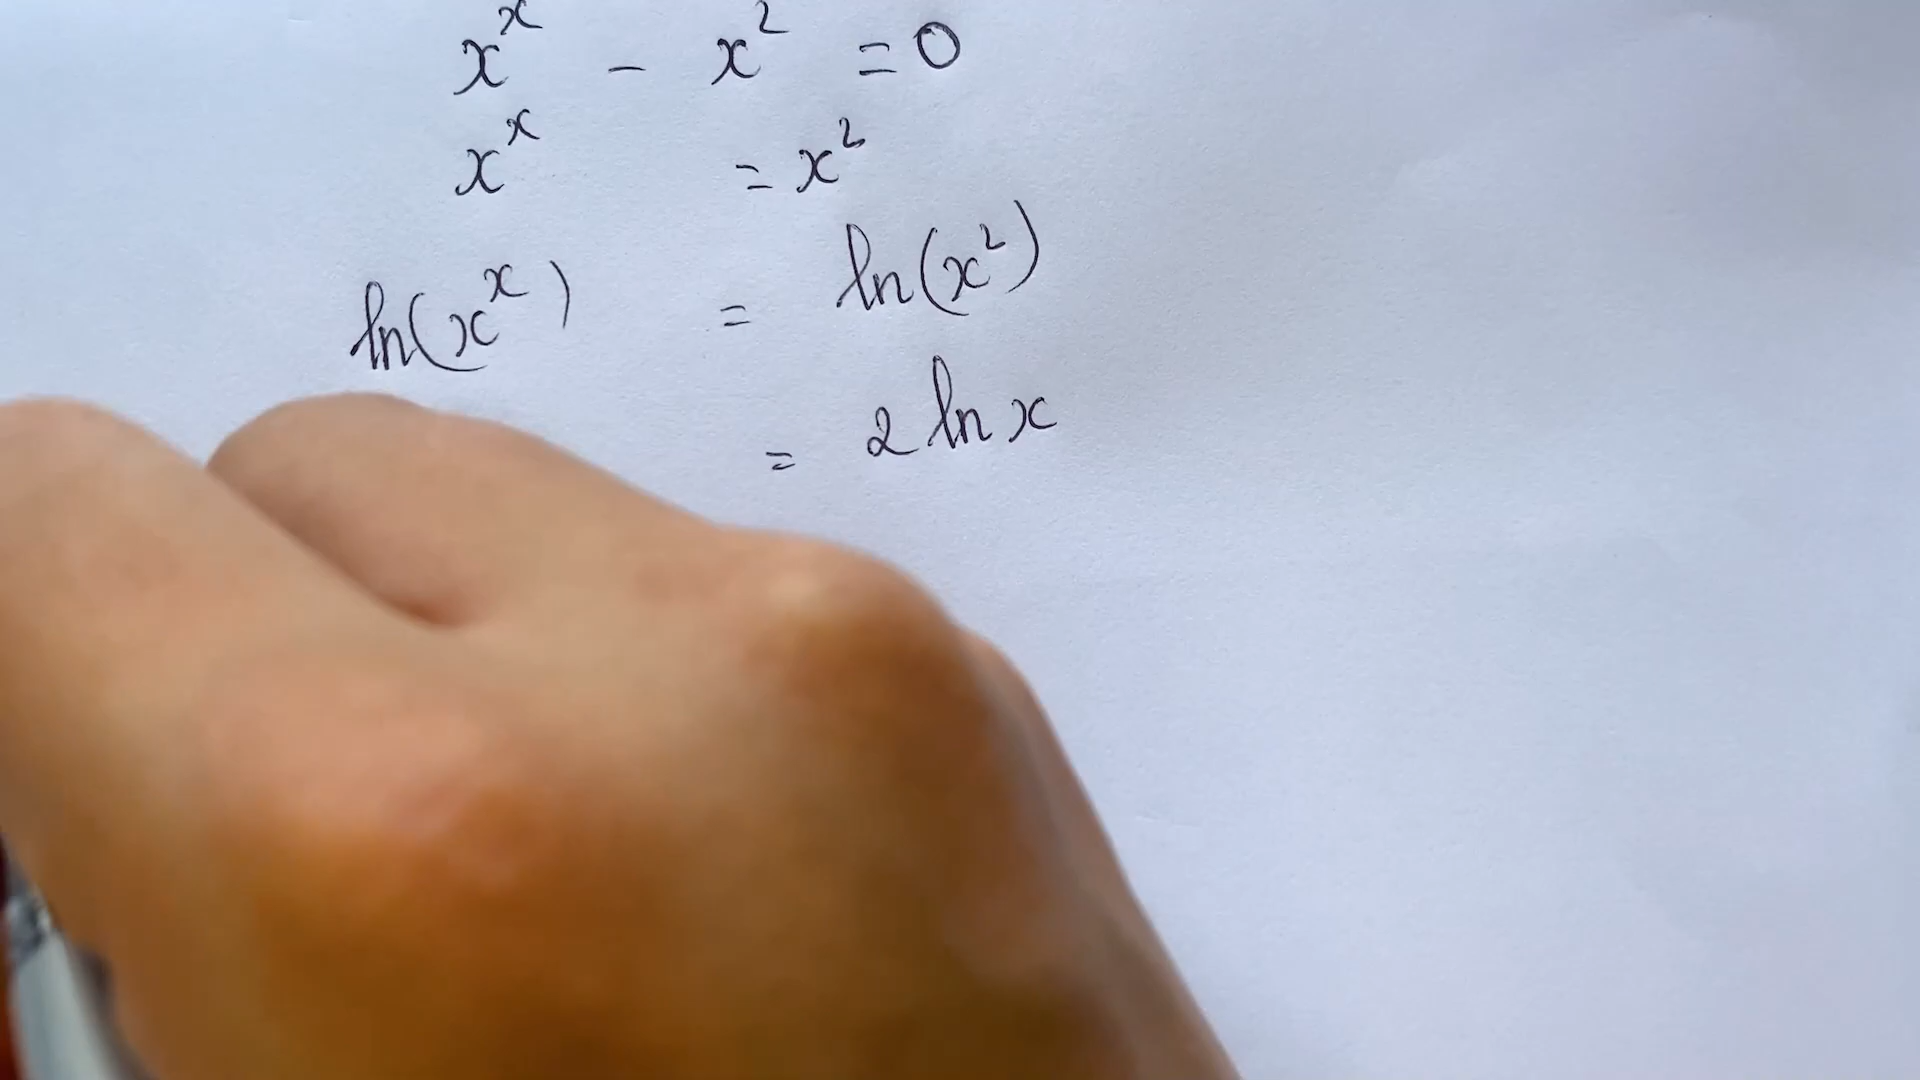 x^x - x^2 = 0
x^x = x^2
ln(x^x) = ln(x^2)
= 2 ln x